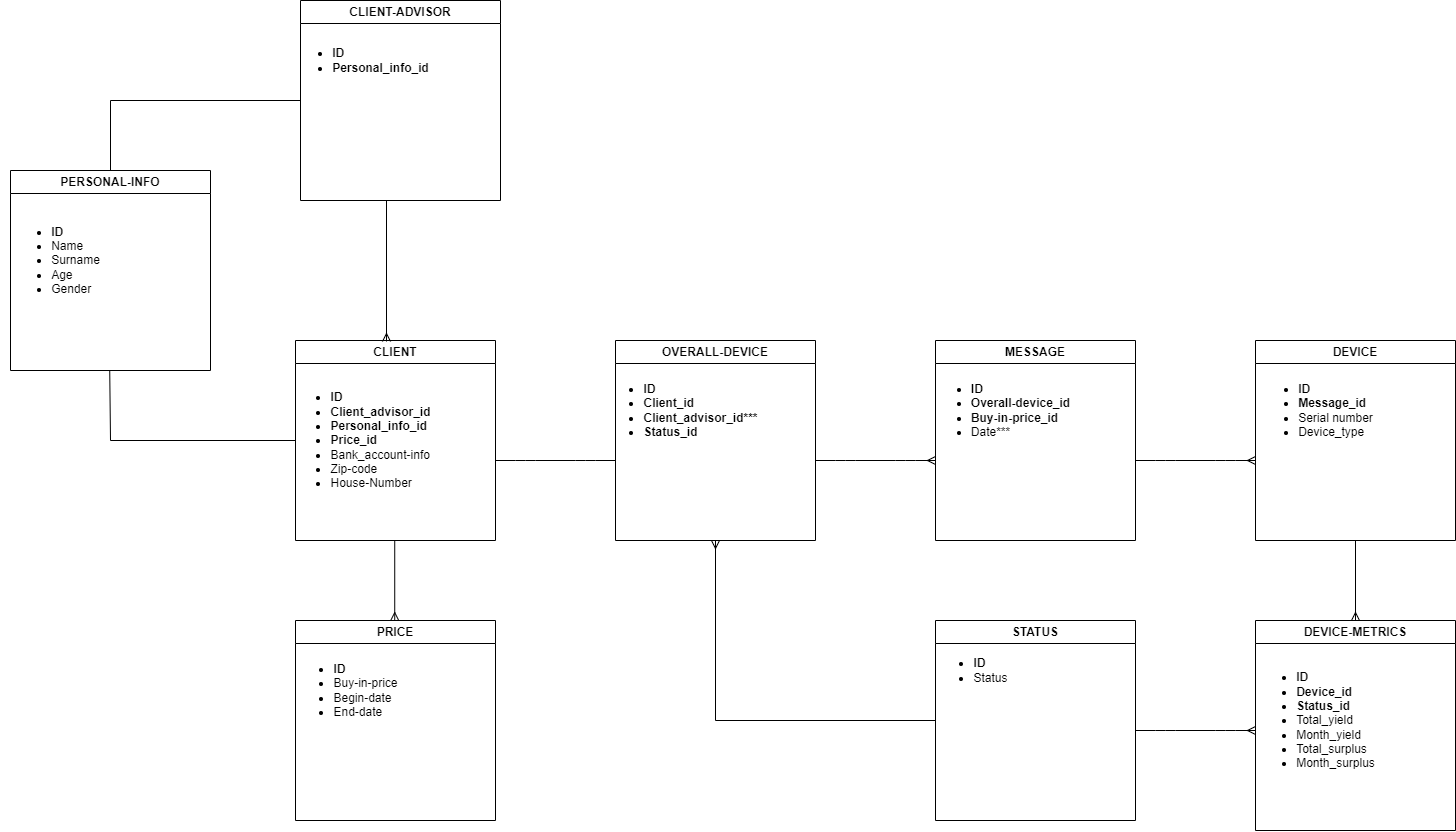 CLIENT-ADVISOR
ID
Personal_info_id
PERSONAL-INFO
ID
Name
Surname
Age
Gender
CLIENT
ID
Client_advisor_id
Personal_info_id
Price_id
Bank_account-info
Zip-code
House-Number
OVERALL-DEVICE
ID
Client_id
Client_advisor_id***
Status_id
MESSAGE
ID
Overall-device_id
Buy-in-price_id
Date***
DEVICE
ID
Message_id
Serial number
Device_type
PRICE
ID
Buy-in-price
Begin-date
End-date
STATUS
ID
Status
DEVICE-METRICS
ID
Device_id
Status_id
Total_yield
Month_yield
Total_surplus
Month_surplus